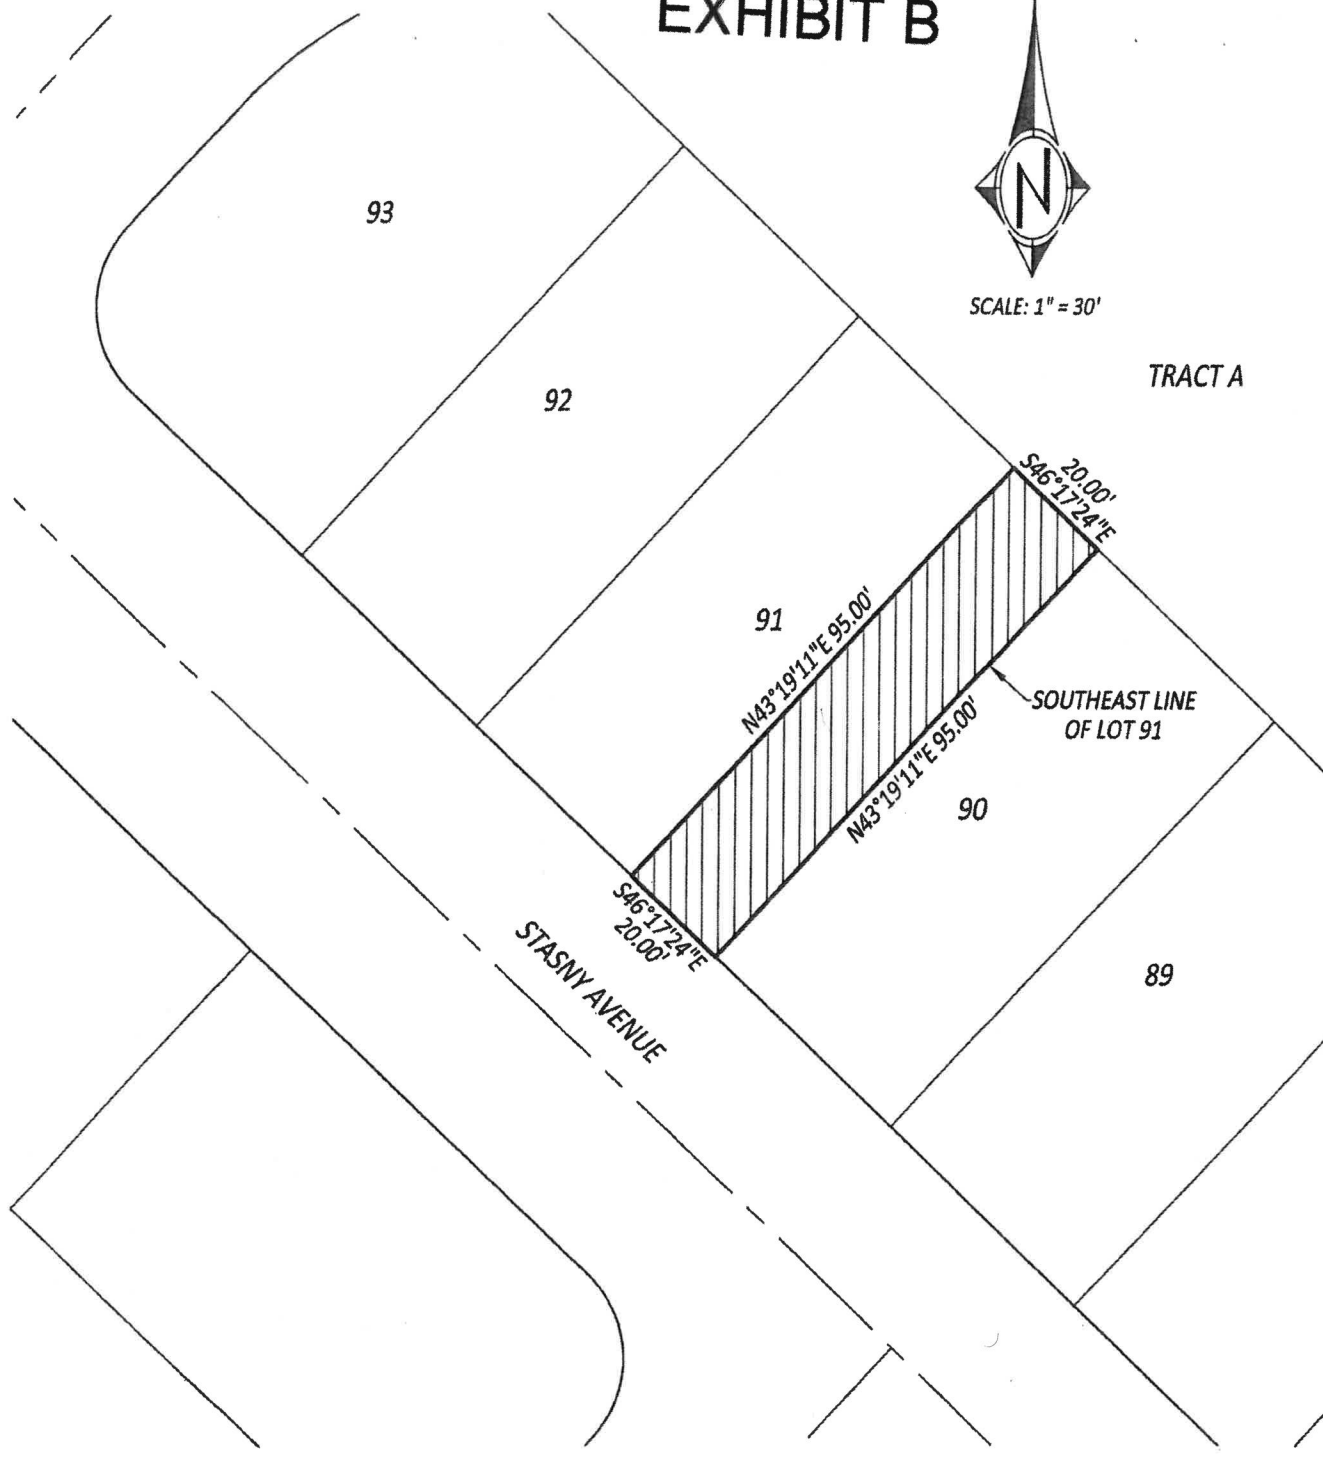 EXHIBIT B
N
SCALE: 1" = 30'
TRACT A
93
92
20.00'
S46°17'24"E
91
N43°19'11"E 95.00'
SOUTHEAST LINE
OF LOT 91
N43°19'11"E 95.00'
90
S46°17'24"E
20.00'
STASNY AVENUE
89